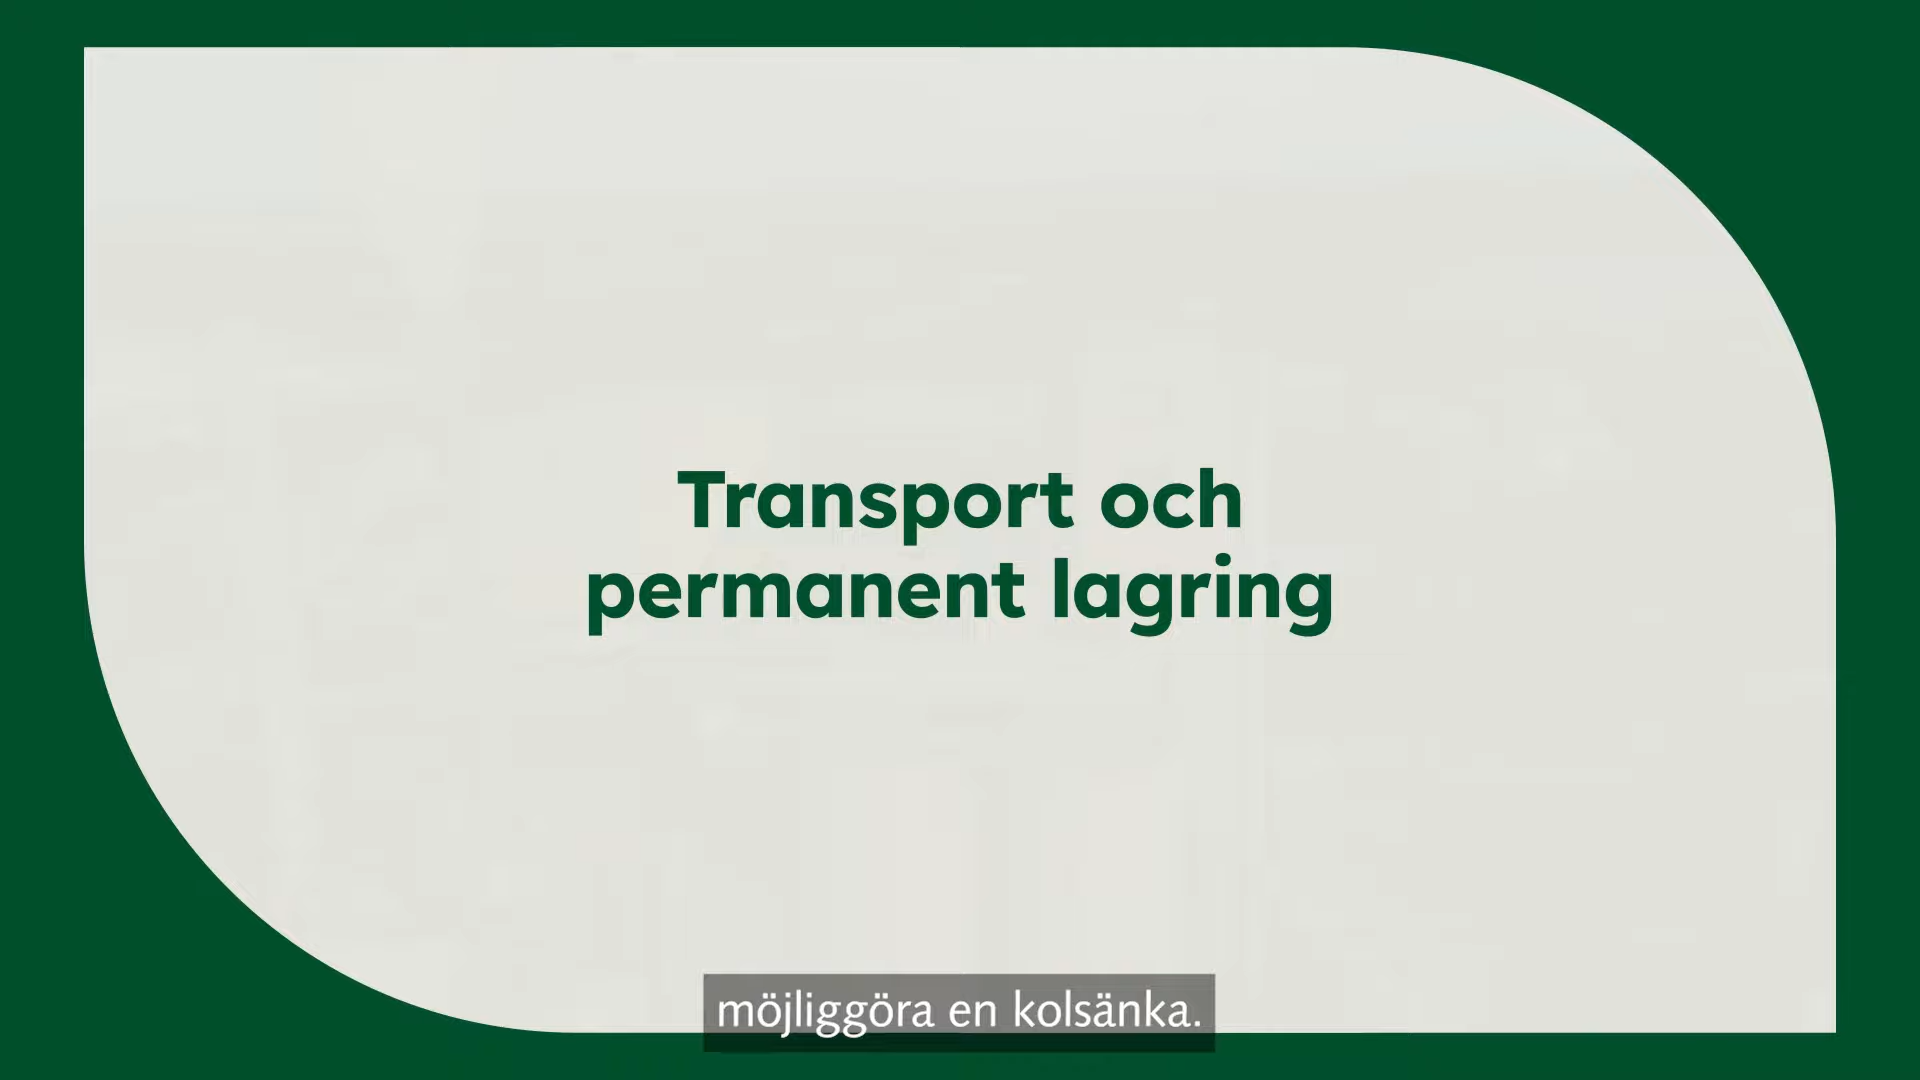 Transport och
permanent lagring
möjliggöra en kolsänka.